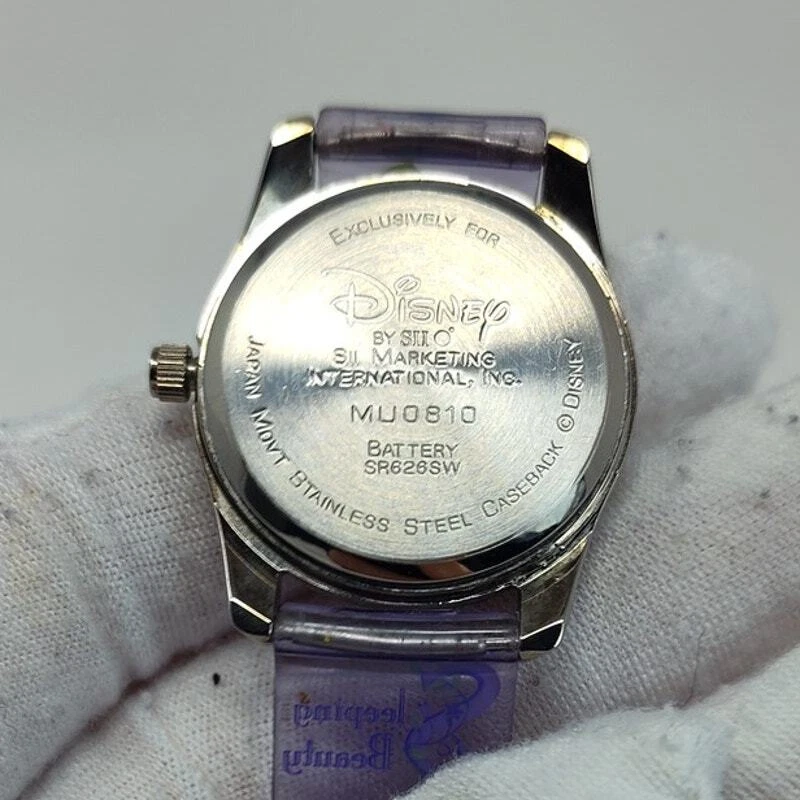 EXCLUSIVELY FOR
DISNEY
BY SII
SII MARKETING
INTERNATIONAL, INC.
MU0810
BATTERY
SR626SW
JAPAN MOVT BTAINLESS STEEL CASEBACK © DISNEY
Sleeping
Beauty